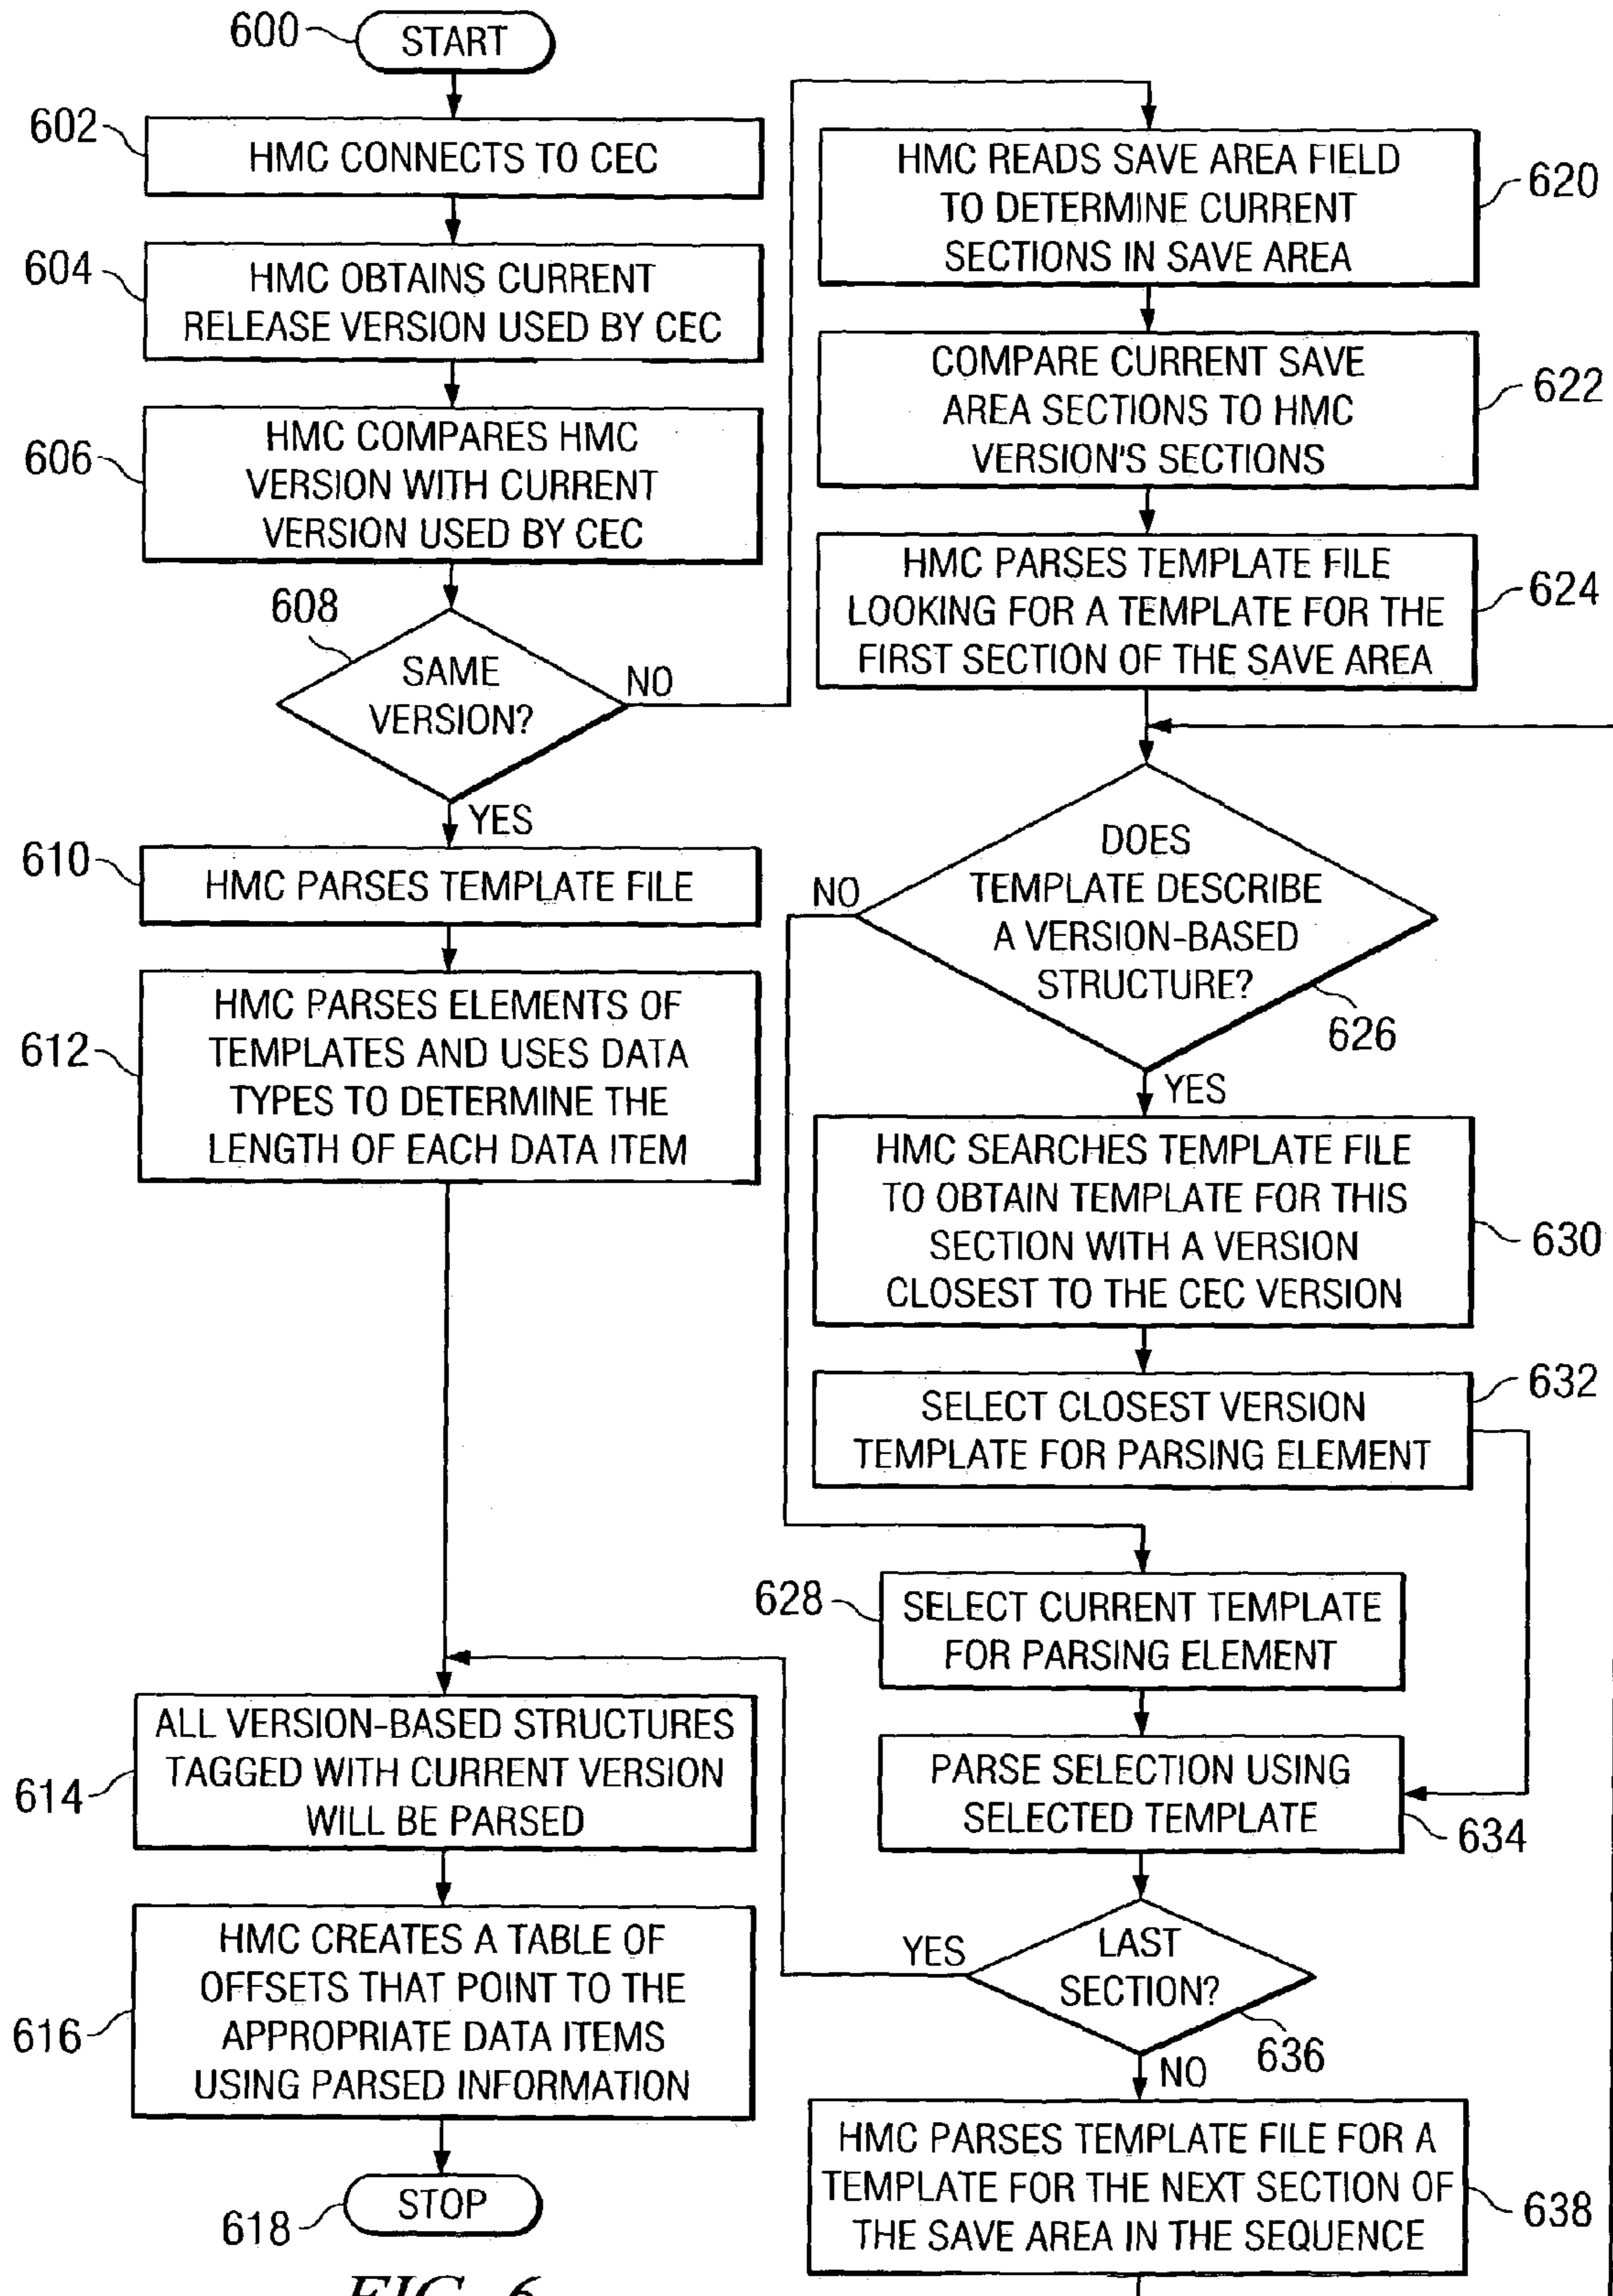 600
START
602
HMC CONNECTS TO CEC
604
HMC OBTAINS CURRENT
RELEASE VERSION USED BY CEC
606
HMC COMPARES HMC
VERSION WITH CURRENT
VERSION USED BY CEC
608
SAME
VERSION?
NO
YES
610
HMC PARSES TEMPLATE FILE
612
HMC PARSES ELEMENTS OF
TEMPLATES AND USES DATA
TYPES TO DETERMINE THE
LENGTH OF EACH DATA ITEM
614
ALL VERSION-BASED STRUCTURES
TAGGED WITH CURRENT VERSION
WILL BE PARSED
616
HMC CREATES A TABLE OF
OFFSETS THAT POINT TO THE
APPROPRIATE DATA ITEMS
USING PARSED INFORMATION
618
STOP
FIG. 6
HMC READS SAVE AREA FIELD
TO DETERMINE CURRENT
SECTIONS IN SAVE AREA
620
COMPARE CURRENT SAVE
AREA SECTIONS TO HMC
VERSION'S SECTIONS
622
HMC PARSES TEMPLATE FILE
LOOKING FOR A TEMPLATE FOR THE
FIRST SECTION OF THE SAVE AREA
624
DOES
TEMPLATE DESCRIBE
A VERSION-BASED
STRUCTURE?
NO
626
YES
HMC SEARCHES TEMPLATE FILE
TO OBTAIN TEMPLATE FOR THIS
SECTION WITH A VERSION
CLOSEST TO THE CEC VERSION
630
SELECT CLOSEST VERSION
TEMPLATE FOR PARSING ELEMENT
632
628
SELECT CURRENT TEMPLATE
FOR PARSING ELEMENT
PARSE SELECTION USING
SELECTED TEMPLATE
634
YES
LAST
SECTION?
636
NO
HMC PARSES TEMPLATE FILE FOR A
TEMPLATE FOR THE NEXT SECTION OF
THE SAVE AREA IN THE SEQUENCE
638